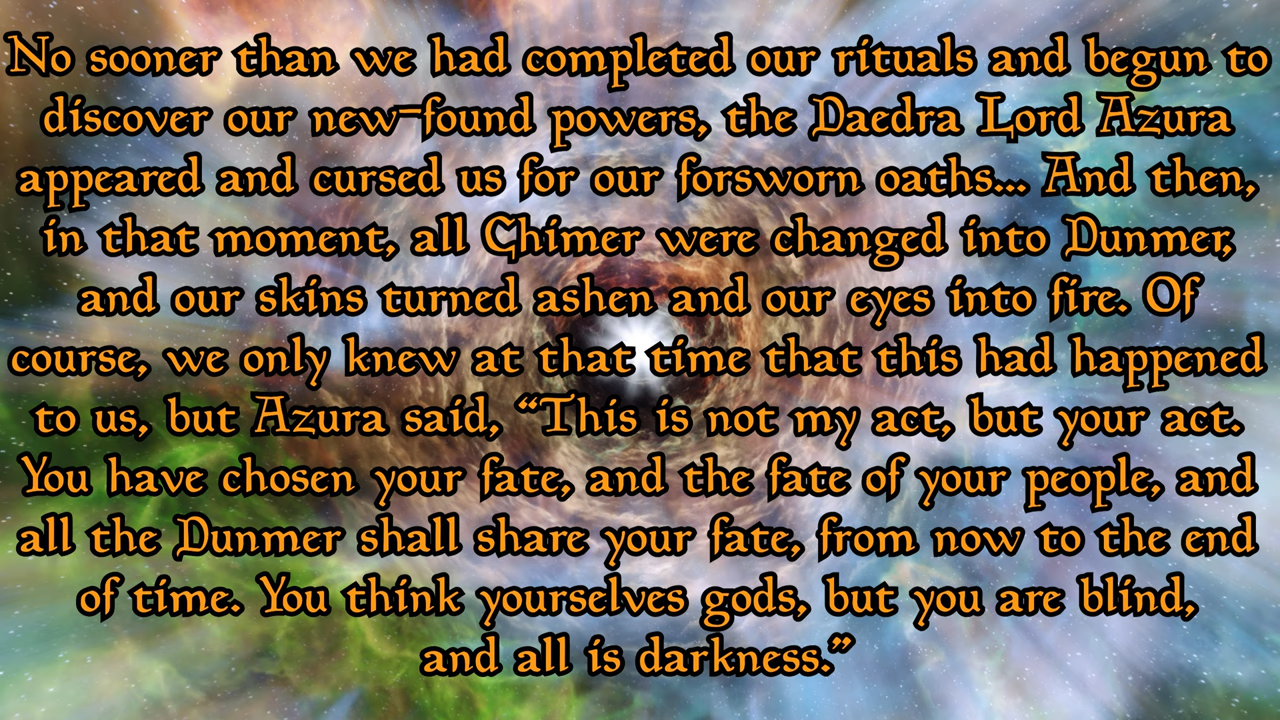 No sooner than we had completed our rituals and begun to
discover our new-found powers, the Daedra Lord Azura
appeared and cursed us for our forsworn oaths... And then,
in that moment, all Chimer were changed into Dunmer,
and our skins turned ashen and our eyes into fire. Of
course, we only knew at that time that this had happened
to us, but Azura said, “This is not my act, but your act.
You have chosen your fate, and the fate of your people, and
all the Dunmer shall share your fate, from now to the end
of time. You think yourselves gods, but you are blind,
and all is darkness.”